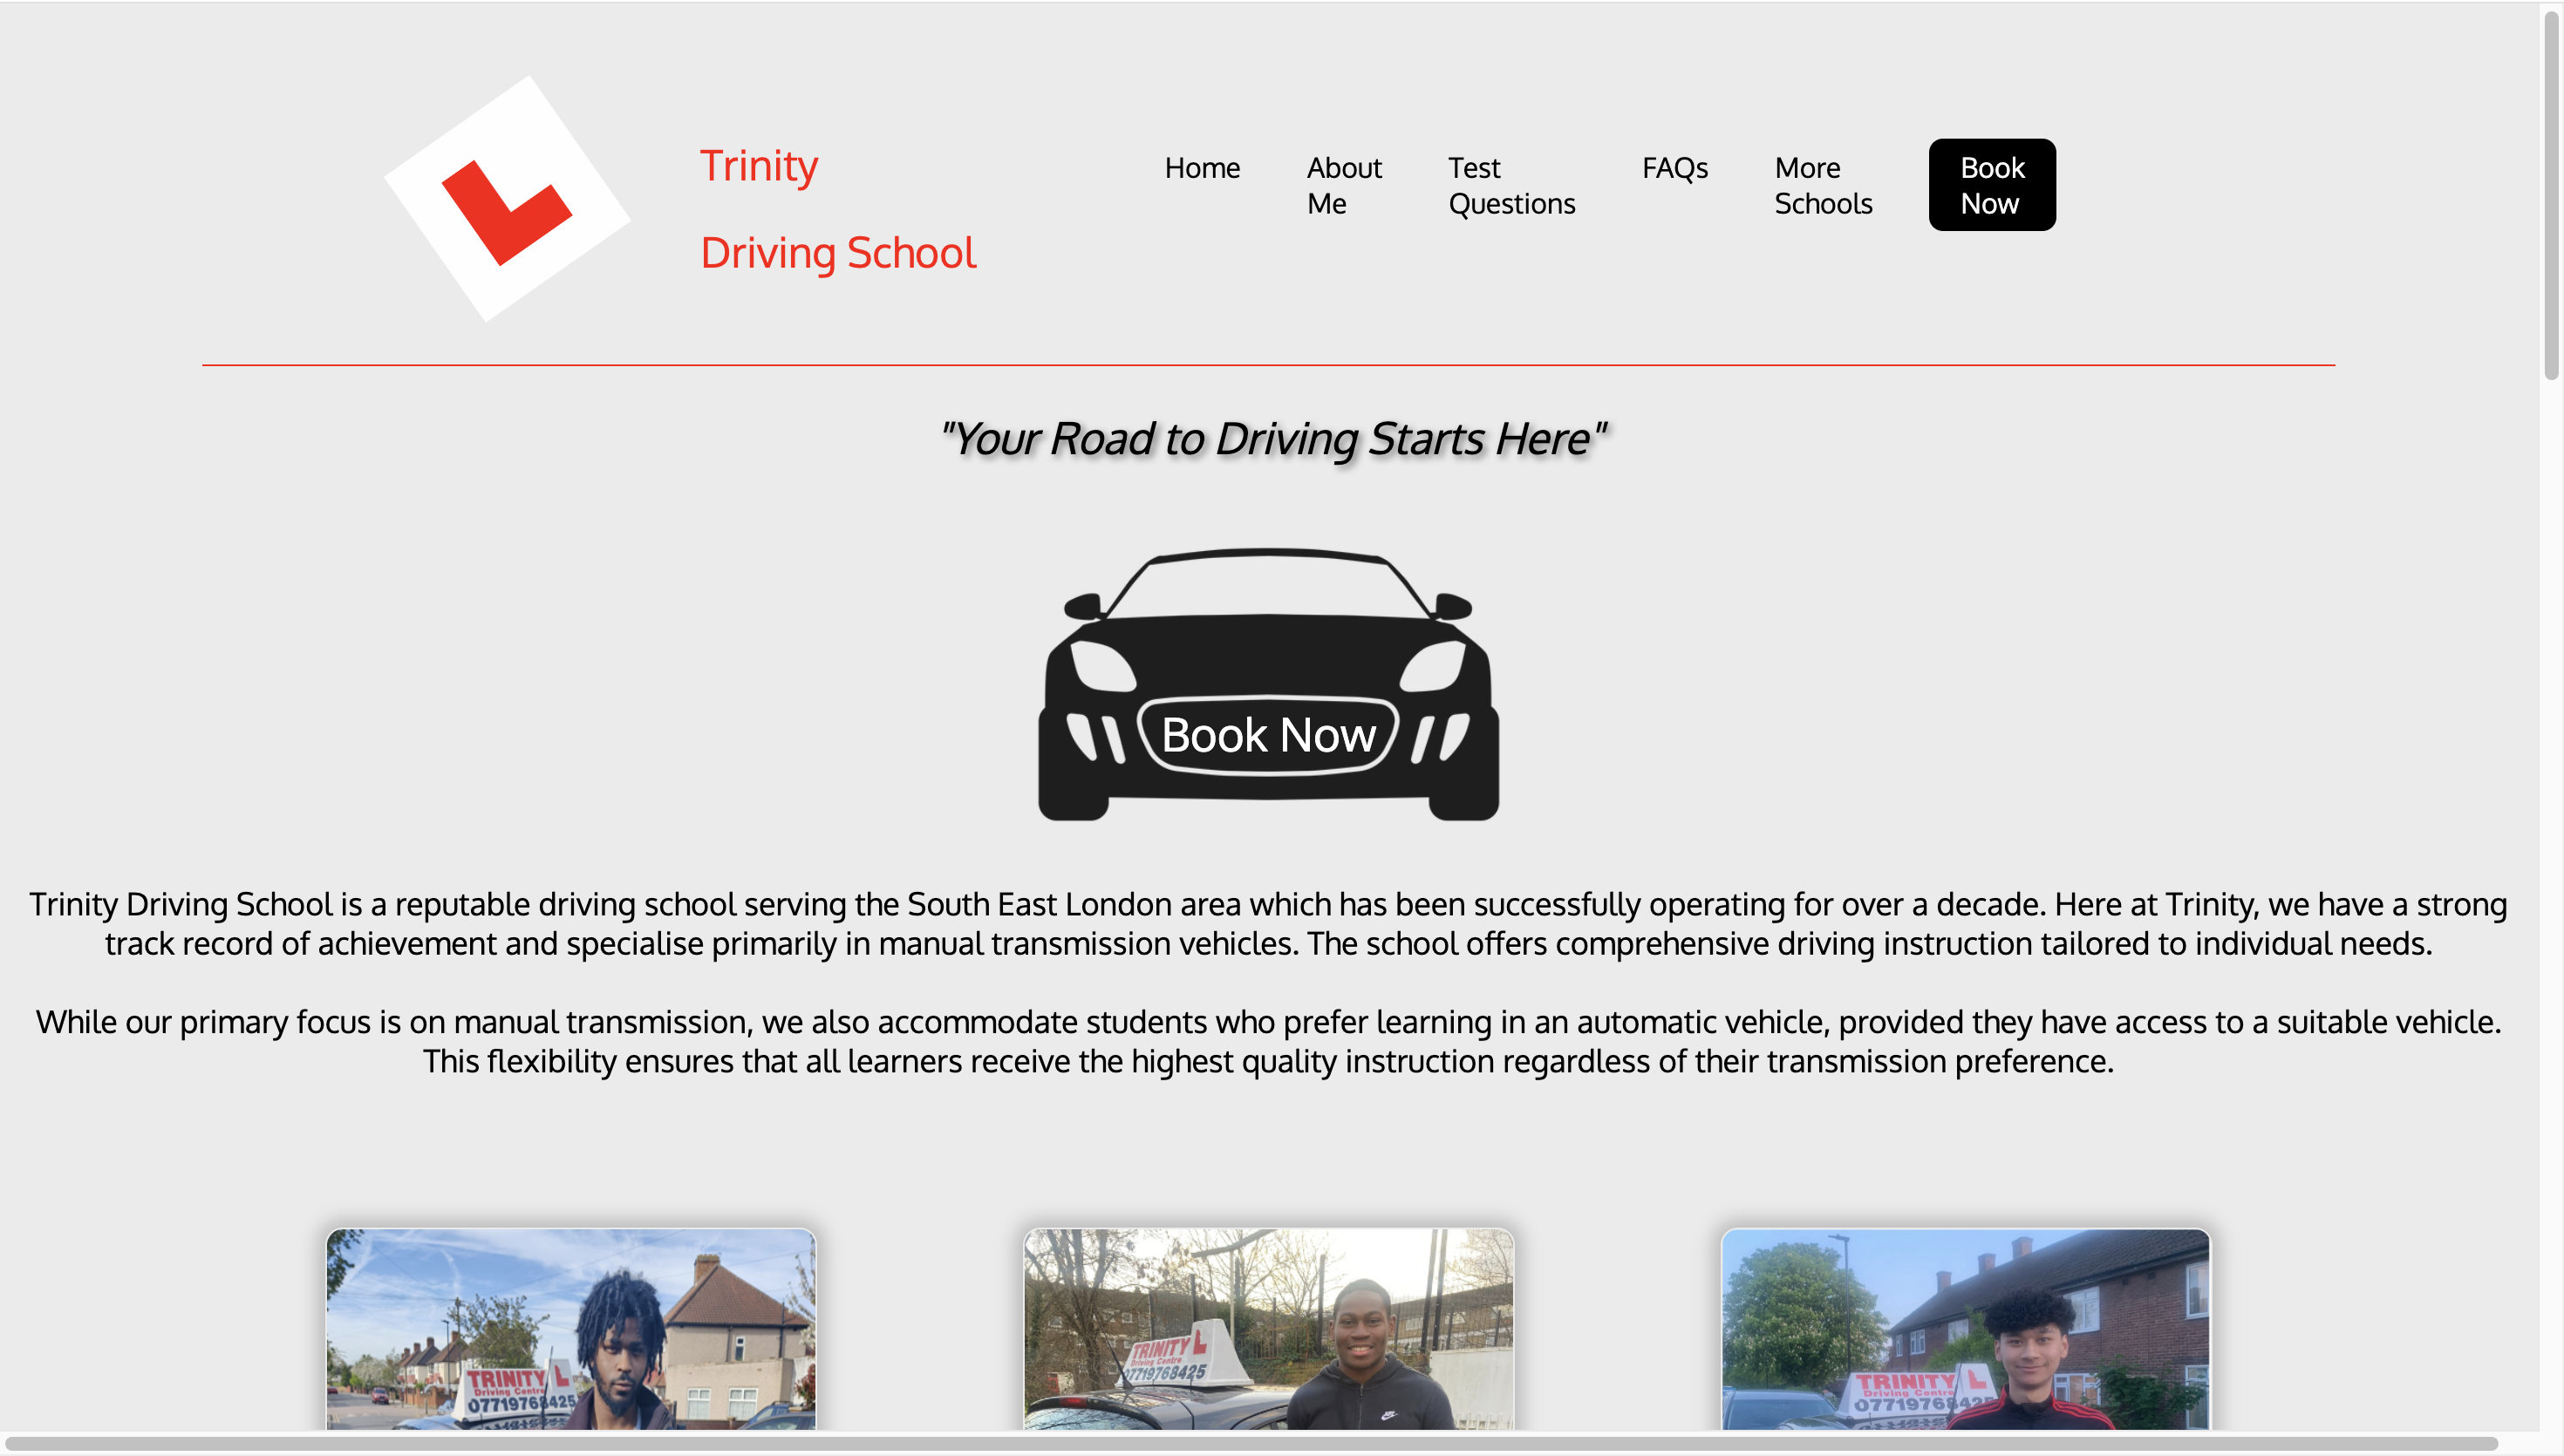 L
Trinity
Driving School
Home
About
Me
Test
Questions
FAQs
More
Schools
Book
Now
"Your Road to Driving Starts Here"
Book Now
Trinity Driving School is a reputable driving school serving the South East London area which has been successfully operating for over a decade. Here at Trinity, we have a strong
track record of achievement and specialise primarily in manual transmission vehicles. The school offers comprehensive driving instruction tailored to individual needs.
While our primary focus is on manual transmission, we also accommodate students who prefer learning in an automatic vehicle, provided they have access to a suitable vehicle.
This flexibility ensures that all learners receive the highest quality instruction regardless of their transmission preference.
TRINITY L
Driving Centre
07719768425
TRINITY L
Driving Centre
07719768425
TRINITY L
Driving Centre
07719768425